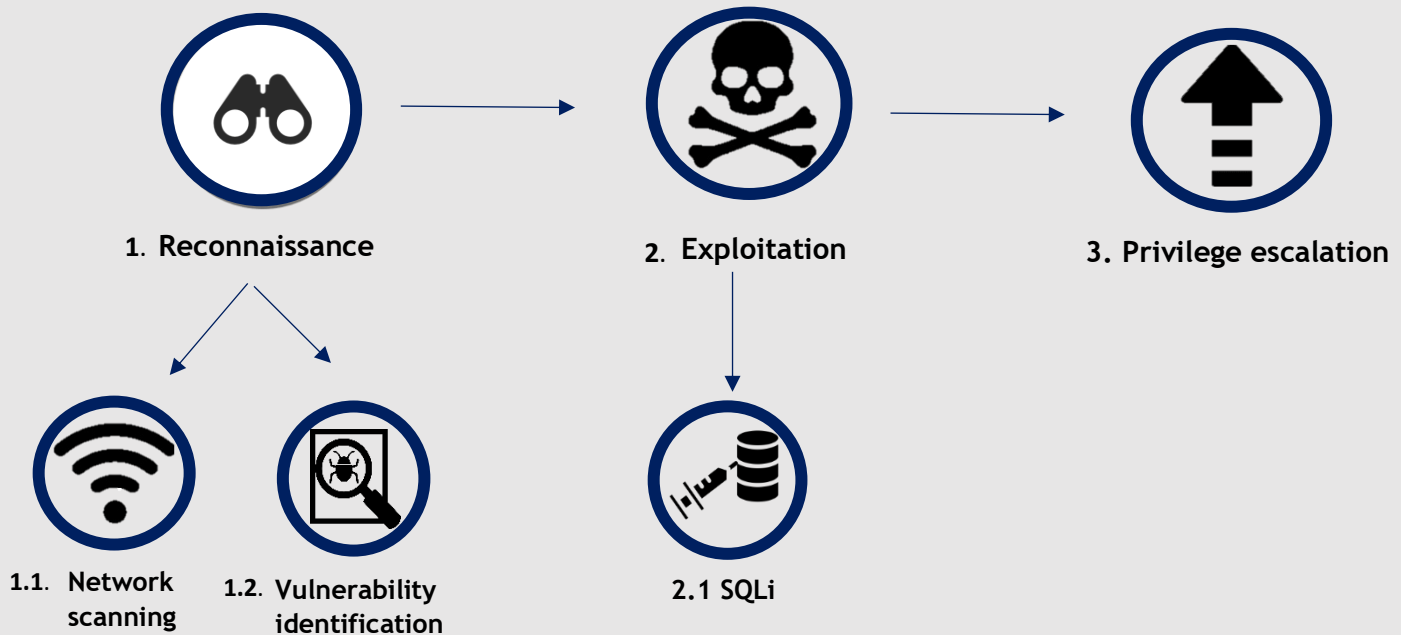 1. Reconnaissance
2. Exploitation
3. Privilege escalation
1.1. Network
scanning
1.2. Vulnerability
identification
2.1 SQLi